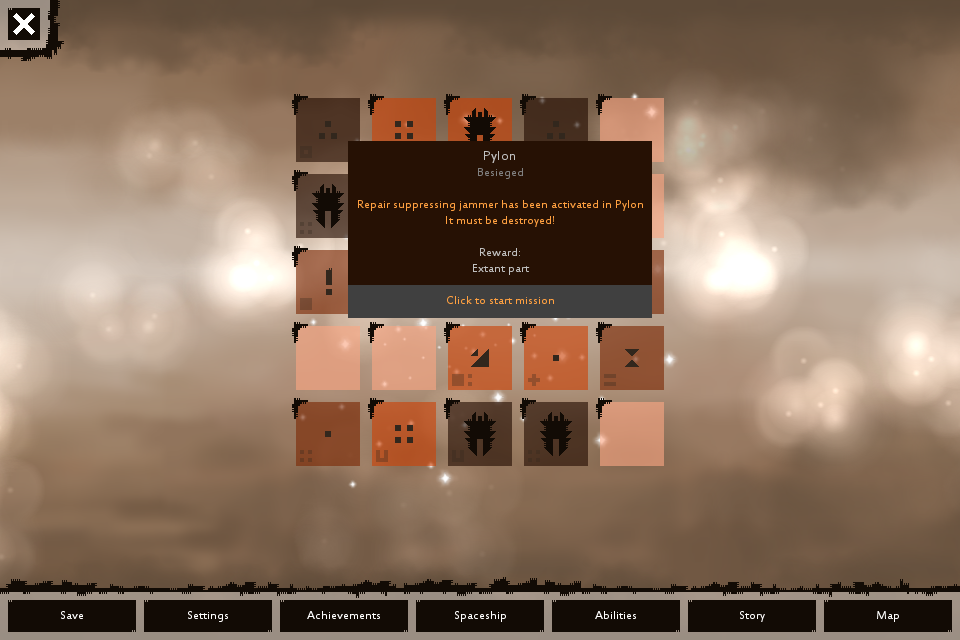 Pylon
Besieged
Repair suppressing jammer has been activated in Pylon
It must be destroyed!
Reward:
Extant part
Click to start mission
Save
Settings
Achievements
Spaceship
Abilities
Story
Map